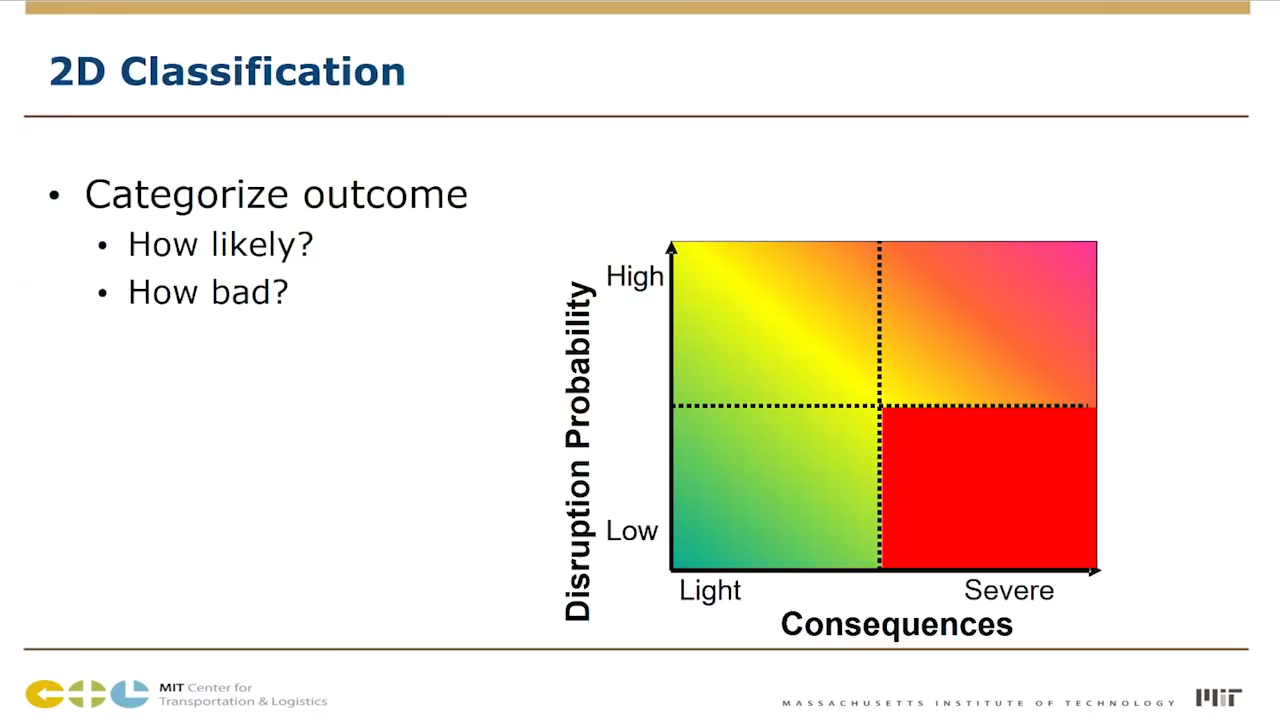 2D Classification
• Categorize outcome
• How likely?
• How bad?
High
Disruption Probability
Low
Light
Severe
Consequences
MIT Center for
Transportation & Logistics
MASSACHUSETTS INSTITUTE OF TECHNOLOGY
MIT